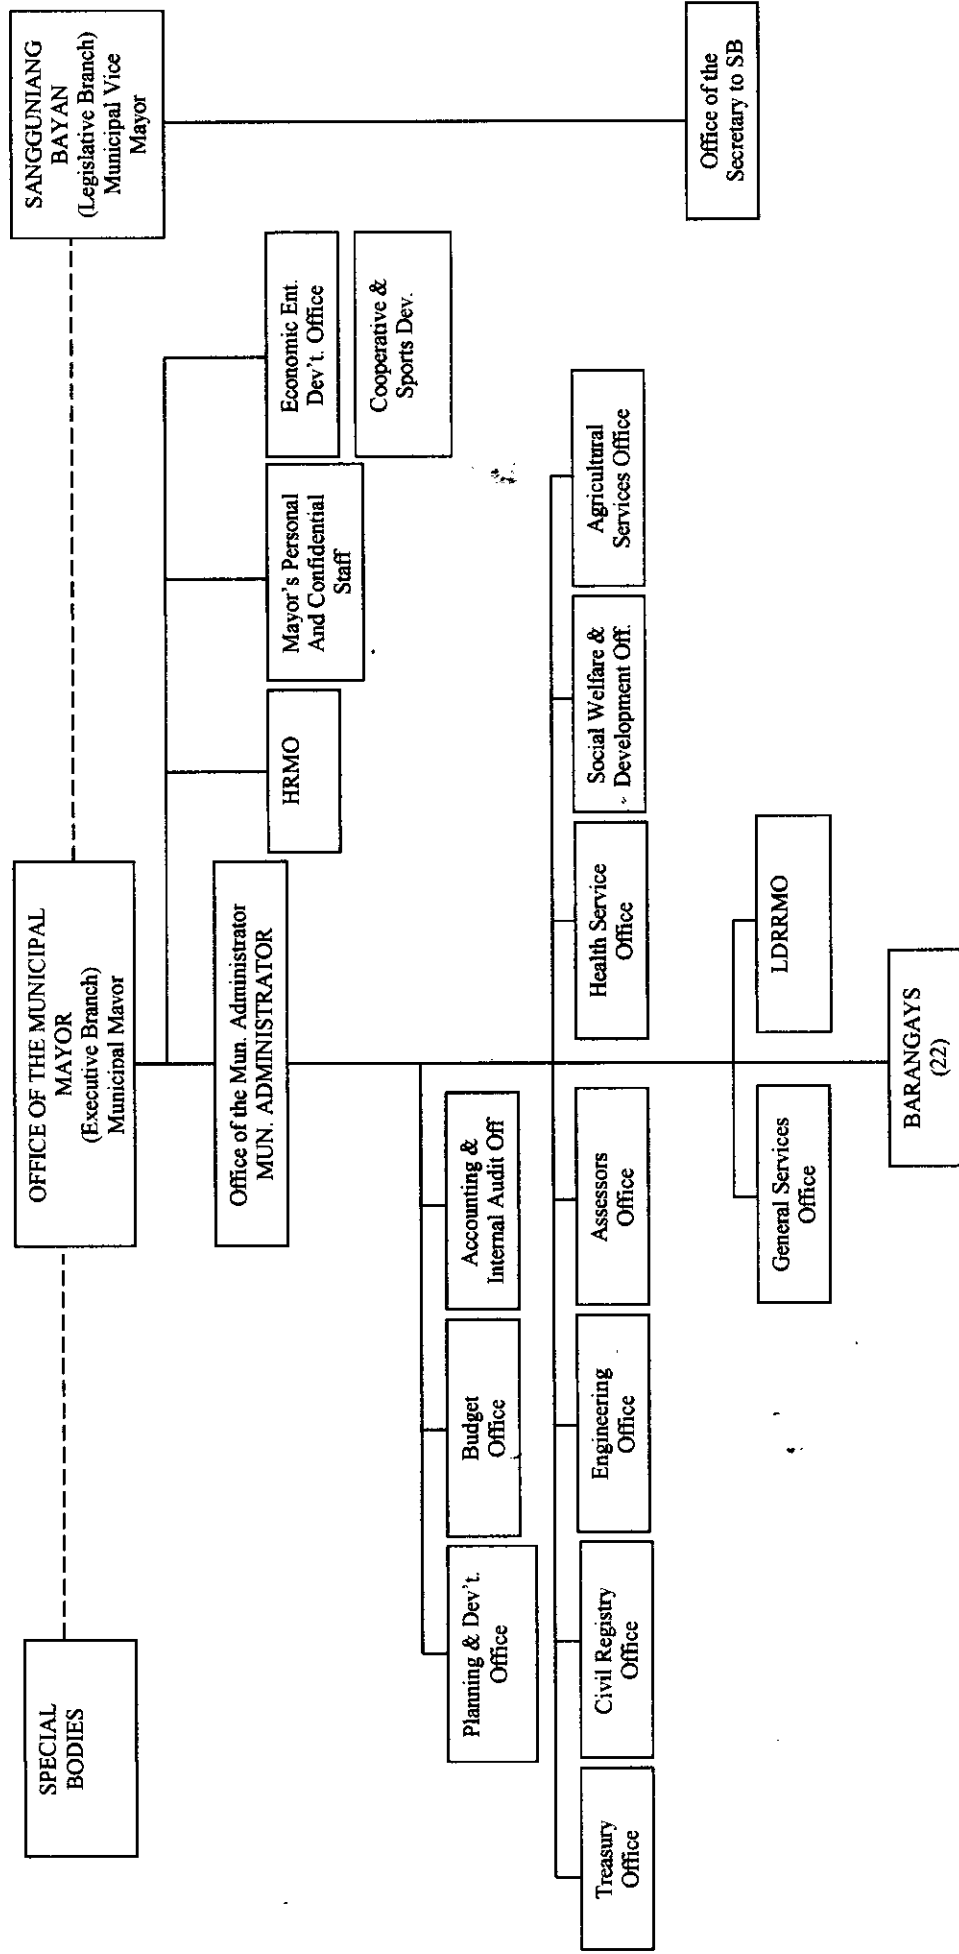 SPECIAL
BODIES
OFFICE OF THE MUNICIPAL
MAYOR
(Executive Branch)
Municipal Mavor
SANGGUNIANG
BAYAN
(Legislative Branch)
Municipal Vice
Mayor
Office of the Mun. Administrator
MUN. ADMINISTRATOR
HRMO
Mayor's Personal
And Confidential
Staff
Economic Ent.
Dev't. Office
Cooperative &
Sports Dev.
Planning & Dev't.
Office
Budget
Office
Accounting &
Internal Audit Off
Treasury
Office
Civil Registry
Office
Engineering
Office
Assessors
Office
Health Service
Office
Social Welfare &
Development Off.
Agricultural
Services Office
Office of the
Secretary to SB
General Services
Office
LDRRMO
BARANGAYS
(22)